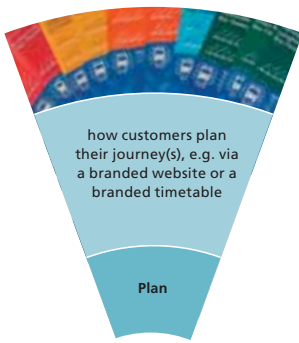 how customers plan
their journey(s), e.g. via
a branded website or a
branded timetable
Plan